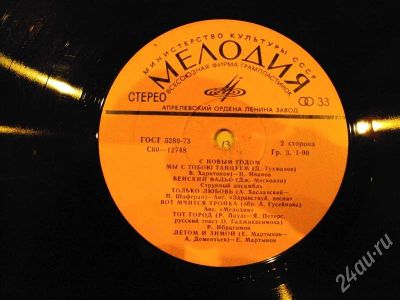 МИНИСТЕРСТВО КУЛЬТУРЫ СССР
МЕЛОДИЯ
ВСЕСОЮЗНАЯ ФИРМА ГРАМПЛАСТИНОК
СТЕРЕО
33
АПРЕЛЕВСКИЙ ОРДЕНА ЛЕНИНА ЗАВОД
ГОСТ 5289-73
2 сторона
С60—12748
13
Гр. 3. 1-90
С НОВЫМ ГОДОМ
МЫ С ТОБОЮ ТАНЦУЕМ (Д. Тухманов
В. Харитонов)—
ВЕНСКИЙ ВАЛЬС (Дж.
Струнный ансамбль
ТОЛЬКО ЛЮБОВЬ (А.
И. Шаферан) Анс. «Здравствуй, песня»
ВОТ МЧИТСЯ ТРОЙКА (обр. А. Гусейнова)
Анс. «Мелодия»
ТОТ ГОРОД (Р. Паулс— Я. Петерс,
русский текст О. Гаджикасимова)
Р. Ибрагимов
ЛЕТОМ И ЗИМОЙ (Е. Мартынов—
А. Дементьев)— Е. Мартынов
24au.ru